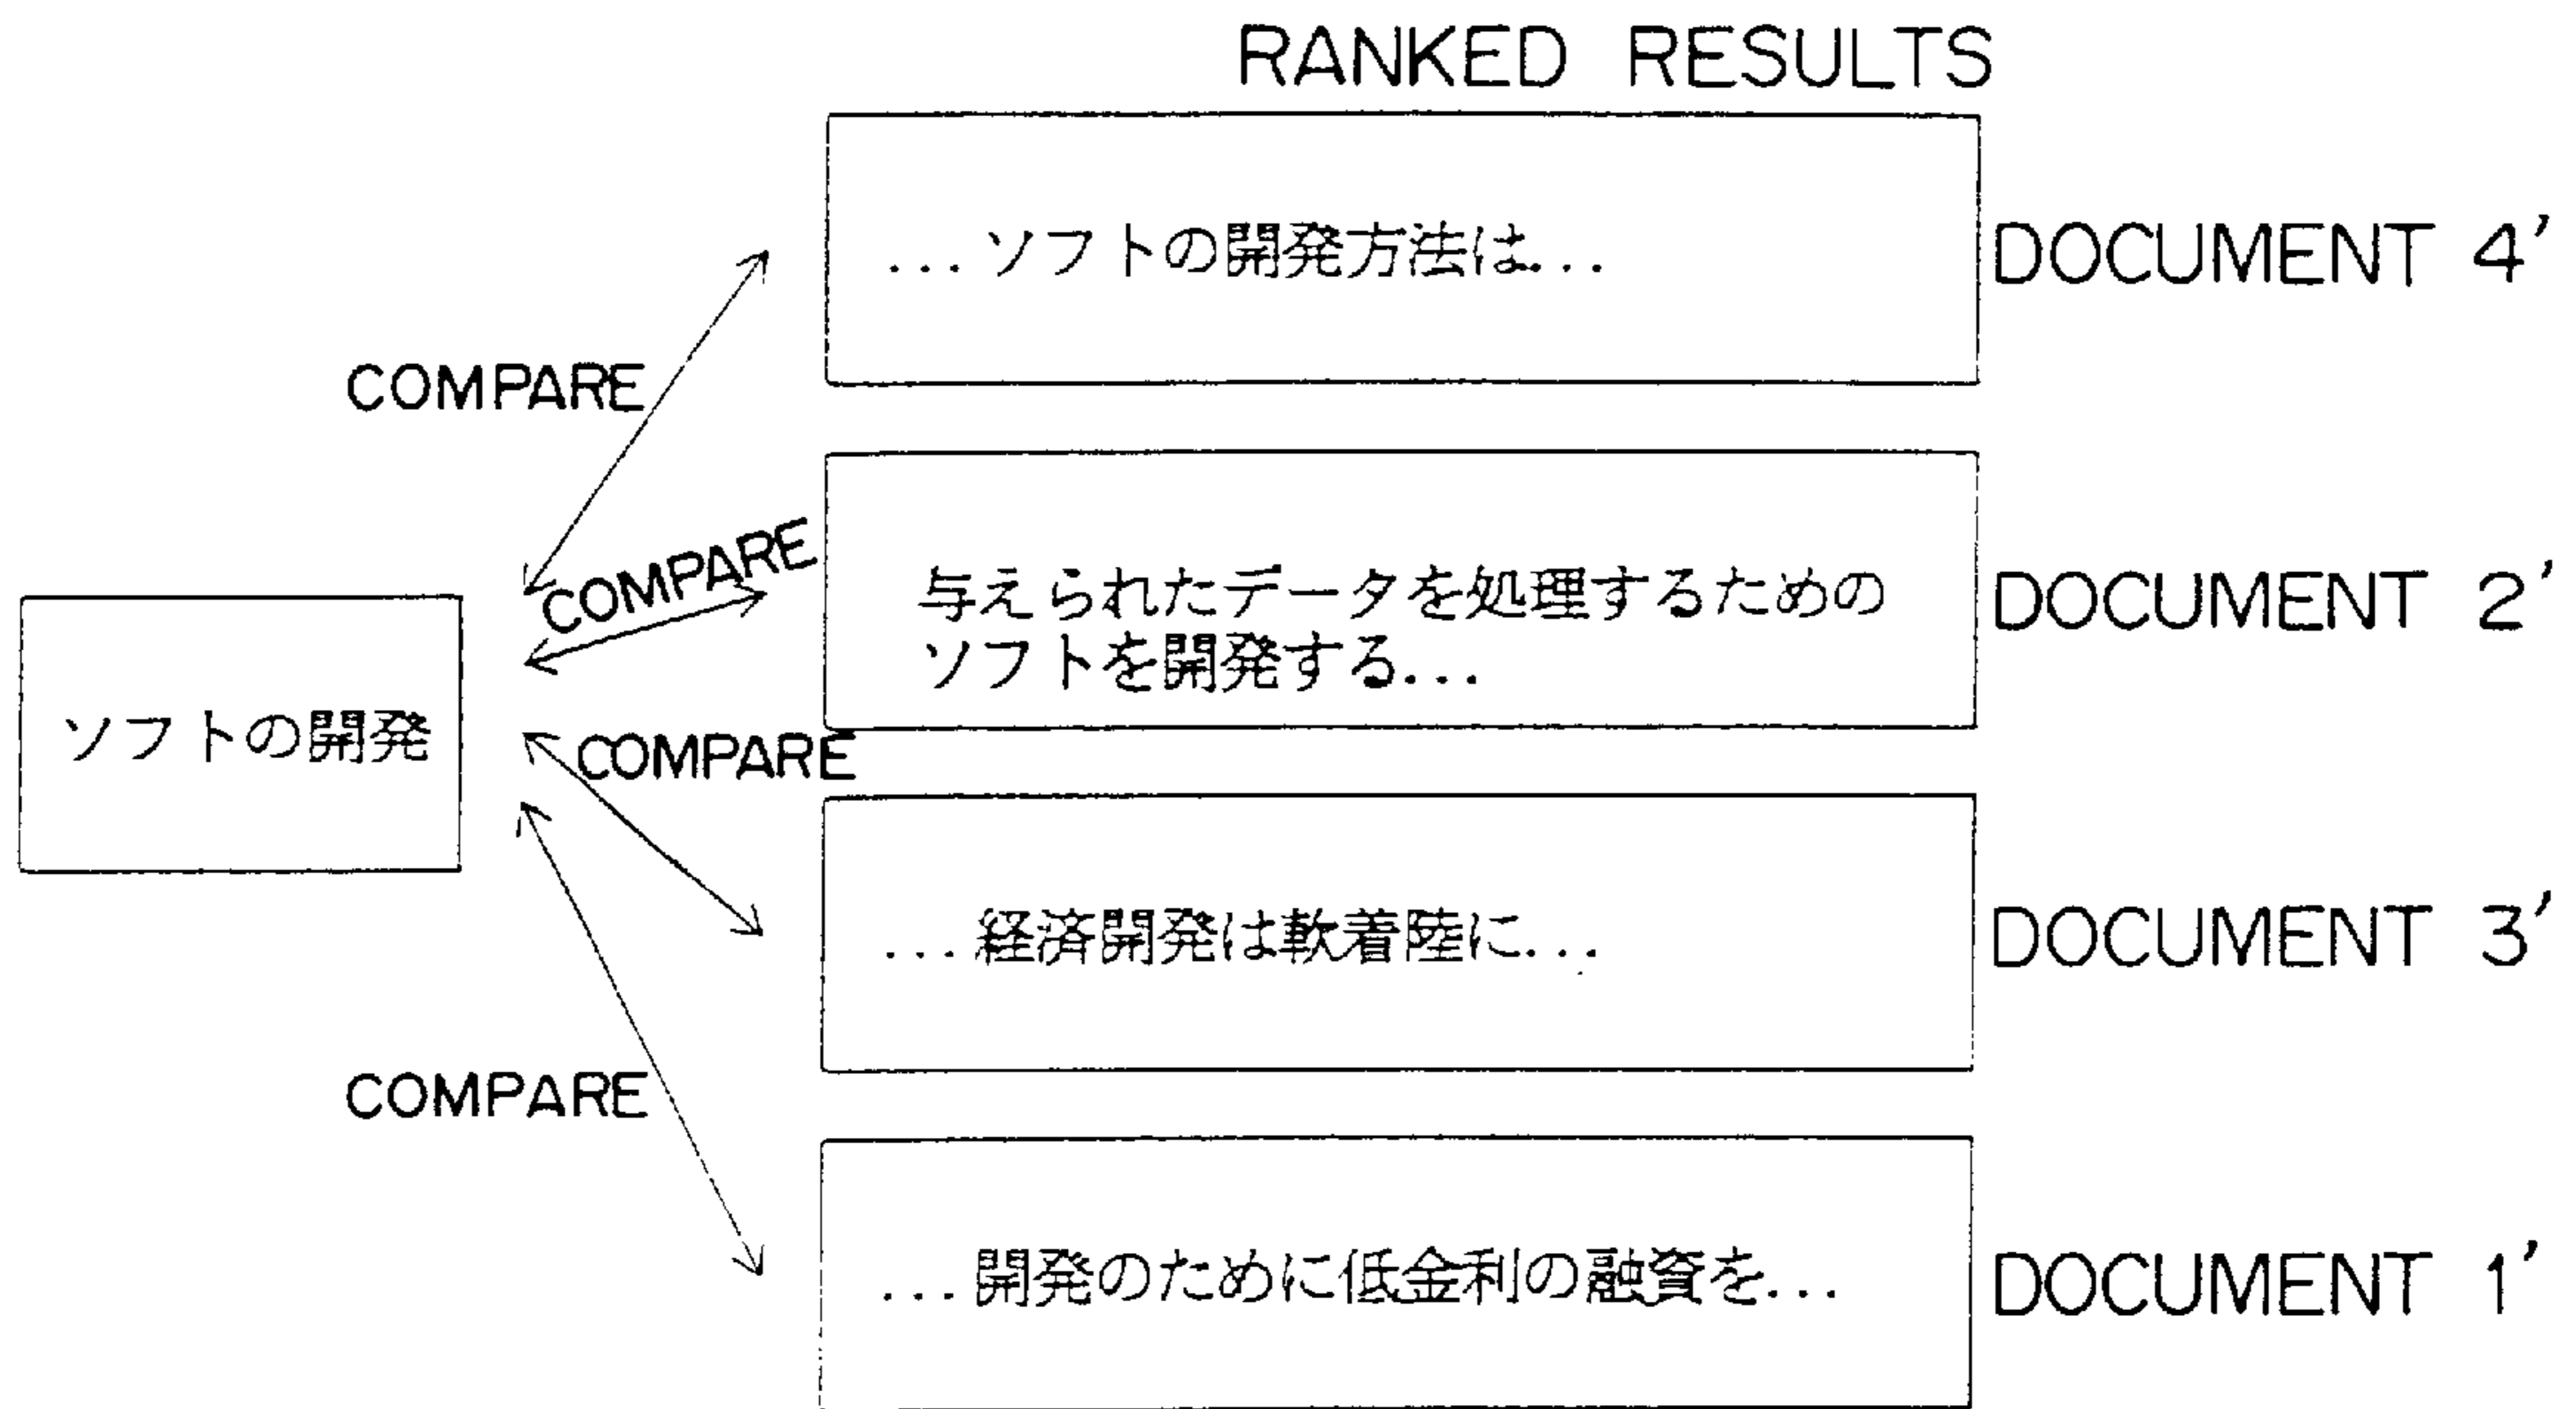 RANKED RESULTS
...ソフトの開発方法は...
DOCUMENT 4'
COMPARE
COMPARE
与えられたデータを処理するための
ソフトを開発する...
DOCUMENT 2'
ソフトの開発
COMPARE
...経済開発は軟着陸に...
DOCUMENT 3'
COMPARE
...開発のために低金利の融資を...
DOCUMENT 1'